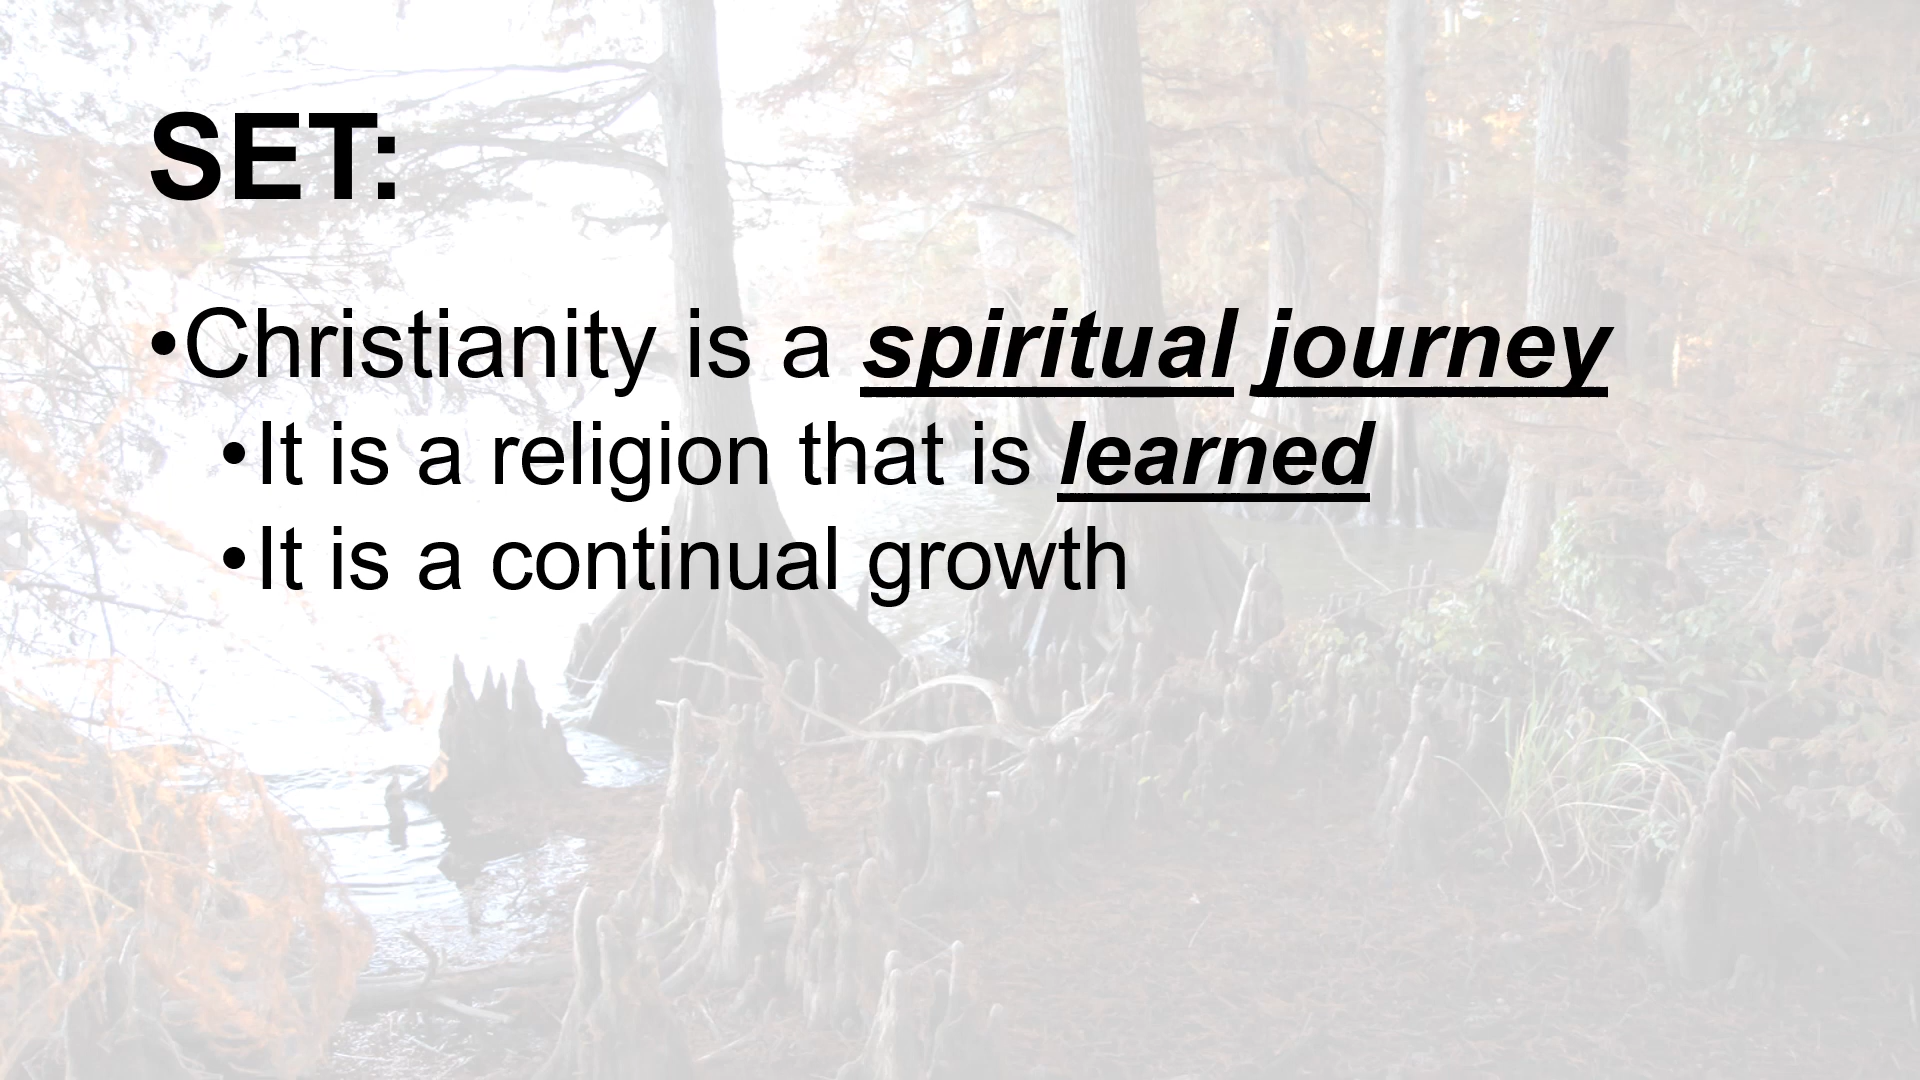 SET:
•Christianity is a spiritual journey
•It is a religion that is learned
•It is a continual growth